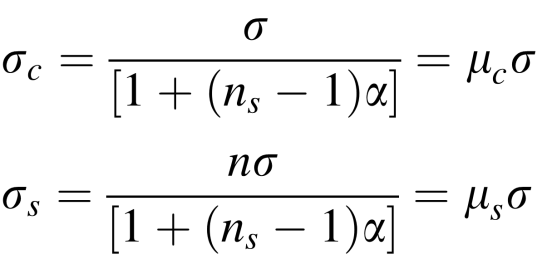 σ_c = σ / [1 + (n_s − 1)α] = μ_c σ
σ_s = nσ / [1 + (n_s − 1)α] = μ_s σ